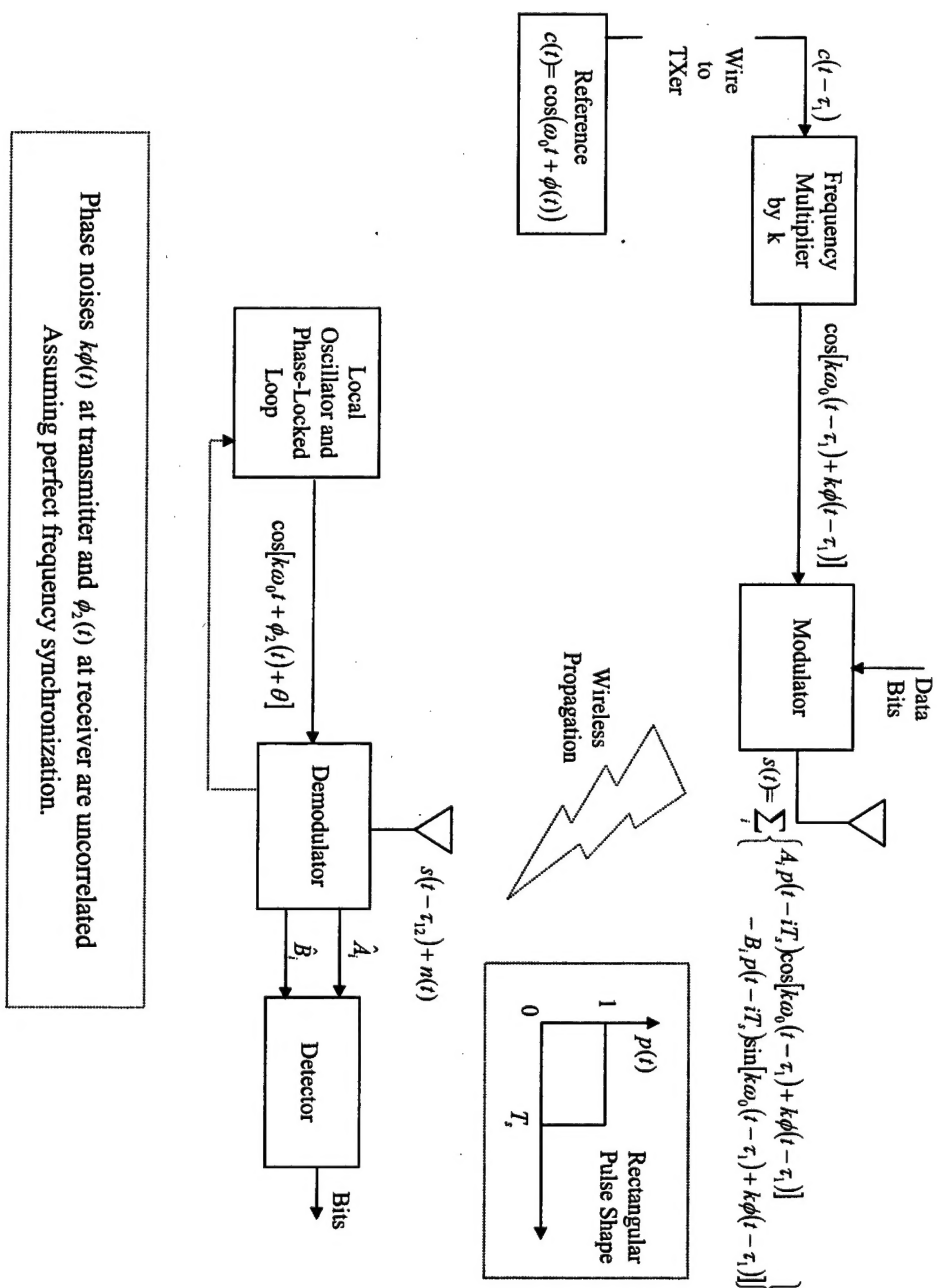 Reference
c(t)= cos(ω₀t + ϕ(t))
Wire
to
TXer
c(t − τ₁)
Frequency
Multiplier
by k
cos[kω₀(t − τ₁)+ kϕ(t − τ₁)]
Modulator
Data
Bits
s(t)= ∑ᵢ { Aᵢ p(t − iTₛ)cos[kω₀(t − τ₁)+ kϕ(t − τ₁)]
− Bᵢ p(t − iTₛ)sin[kω₀(t − τ₁)+ kϕ(t − τ₁)] }
Wireless
Propagation
p(t)
1
0
Tₛ
Rectangular
Pulse Shape
Local
Oscillator and
Phase-Locked
Loop
cos[kω₀t + ϕ₂(t)+ θ]
Demodulator
s(t − τ₁₂)+ n(t)
Âᵢ
B̂ᵢ
Detector
Bits
Phase noises kϕ(t) at transmitter and ϕ₂(t) at receiver are uncorrelated
Assuming perfect frequency synchronization.